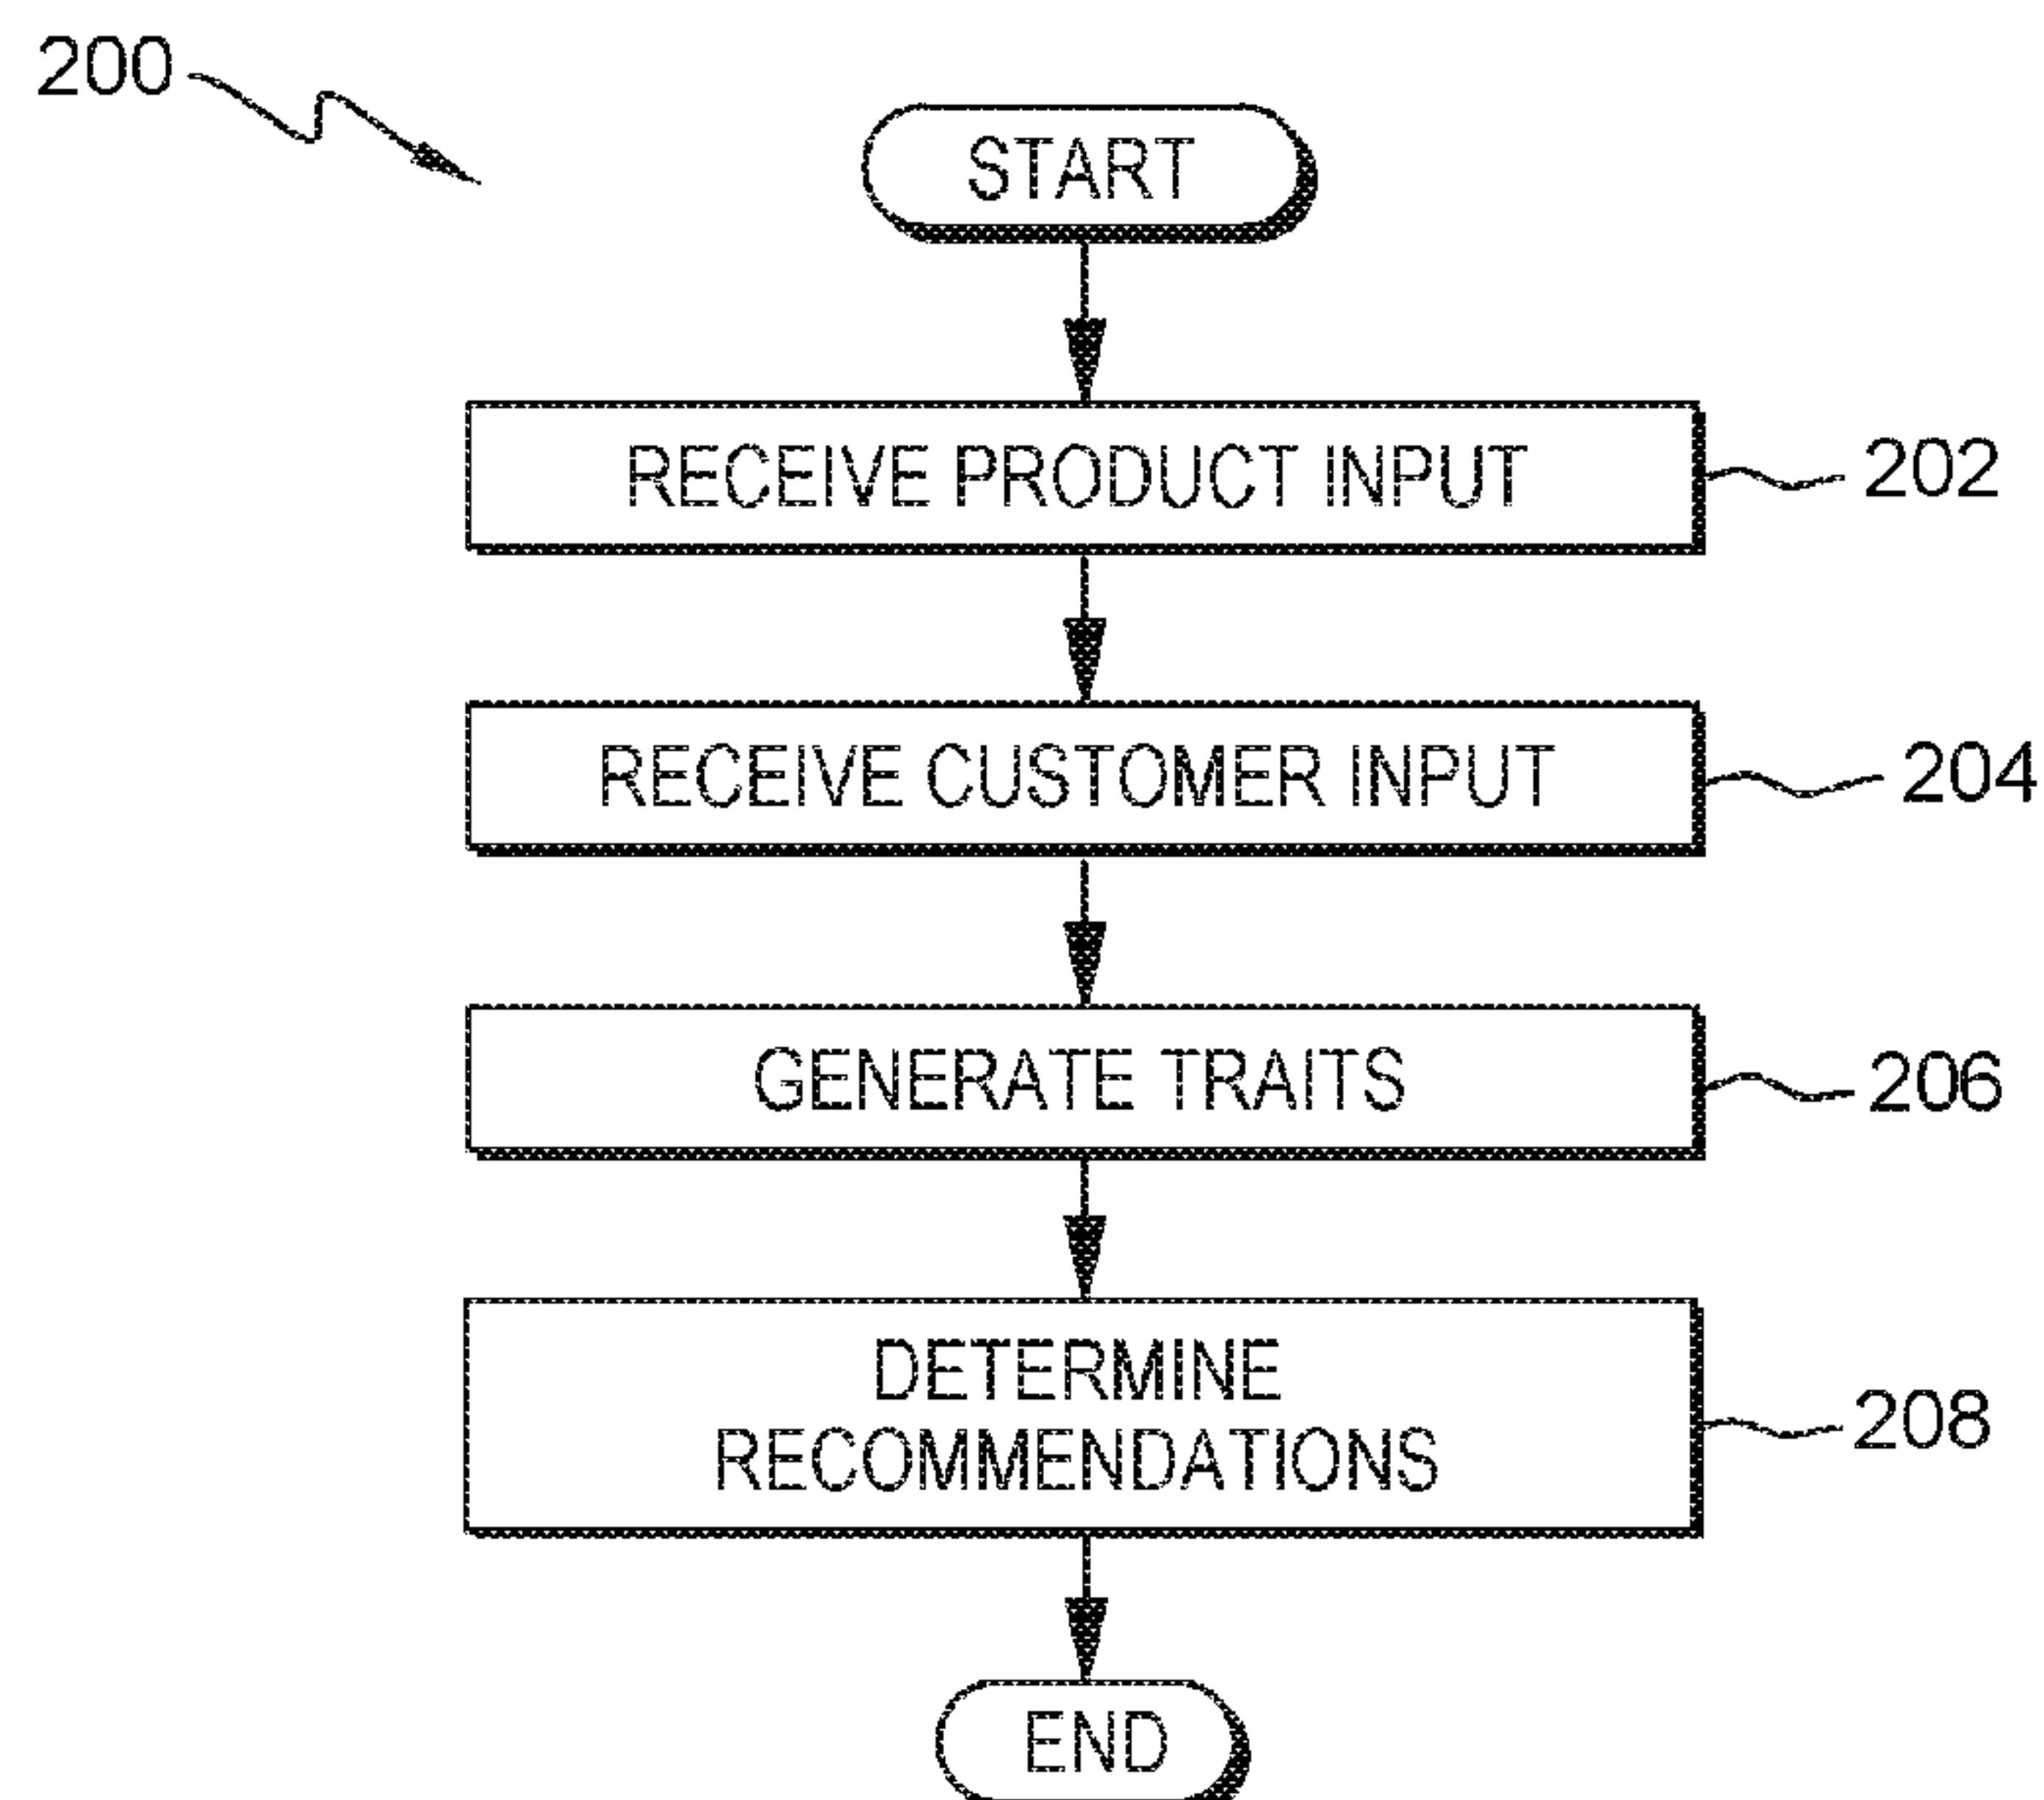 200
START
RECEIVE PRODUCT INPUT
202
RECEIVE CUSTOMER INPUT
204
GENERATE TRAITS
206
DETERMINE
RECOMMENDATIONS
208
END